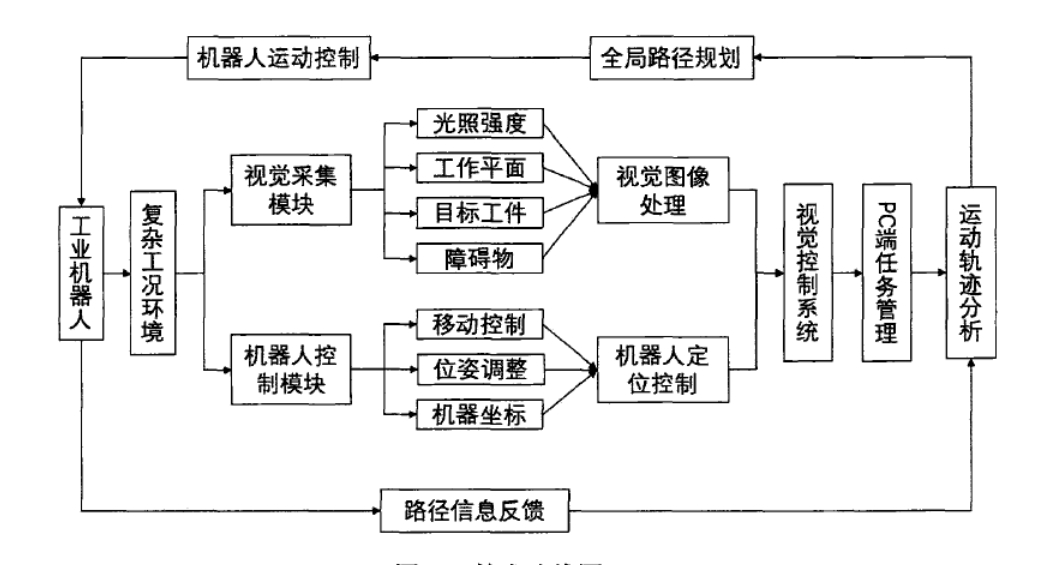 机器人运动控制
全局路径规划
光照强度
工作平面
目标工件
障碍物
视觉采集
模块
视觉图像
处理
工业机器人
复杂工况环境
视觉控制系统
PC端任务管理
运动轨迹分析
移动控制
位姿调整
机器坐标
机器人控
制模块
机器人定
位控制
路径信息反馈